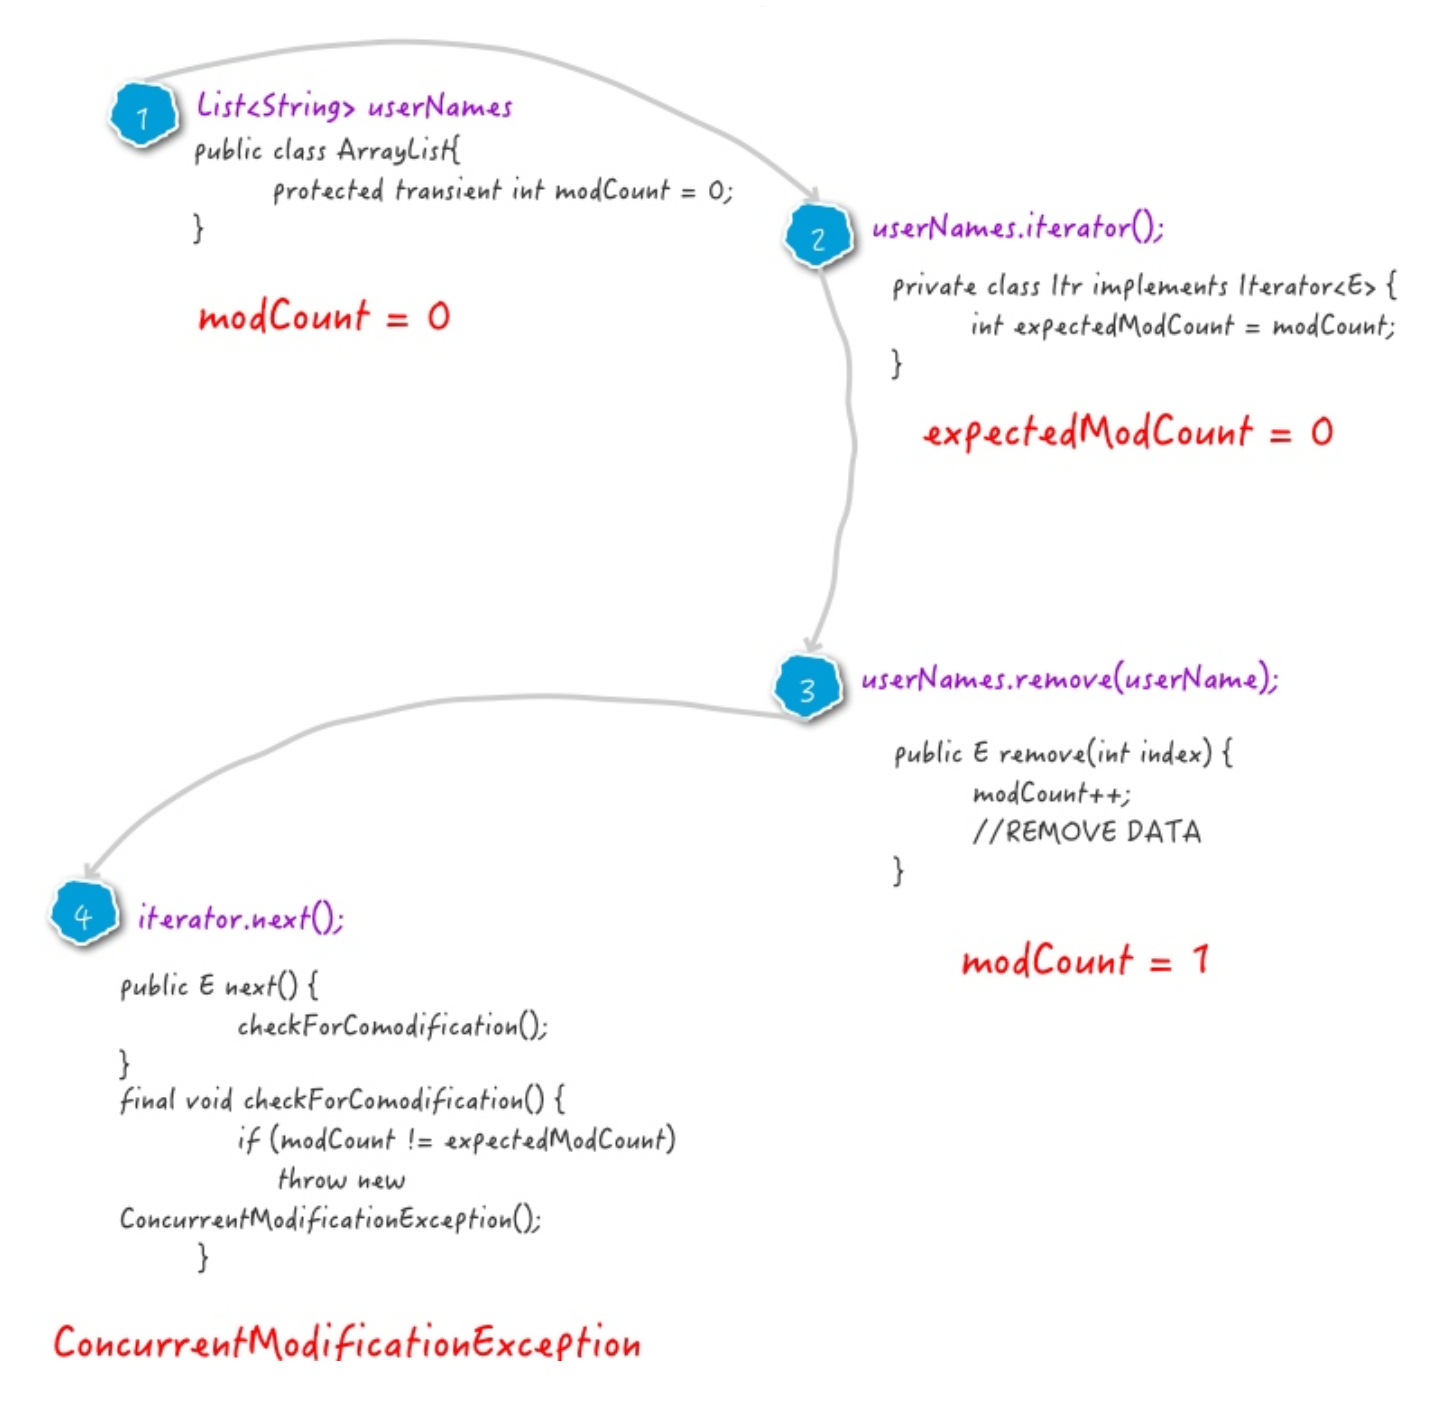 1
List<String> userNames
public class ArrayList{
protected transient int modCount = 0;
}
modCount = 0
2
userNames.iterator();
private class Itr implements Iterator<E> {
int expectedModCount = modCount;
}
expectedModCount = 0
3
userNames.remove(userName);
public E remove(int index) {
modCount++;
//REMOVE DATA
}
modCount = 1
4
iterator.next();
public E next() {
checkForComodification();
}
final void checkForComodification() {
if (modCount != expectedModCount)
throw new
ConcurrentModificationException();
}
ConcurrentModificationException